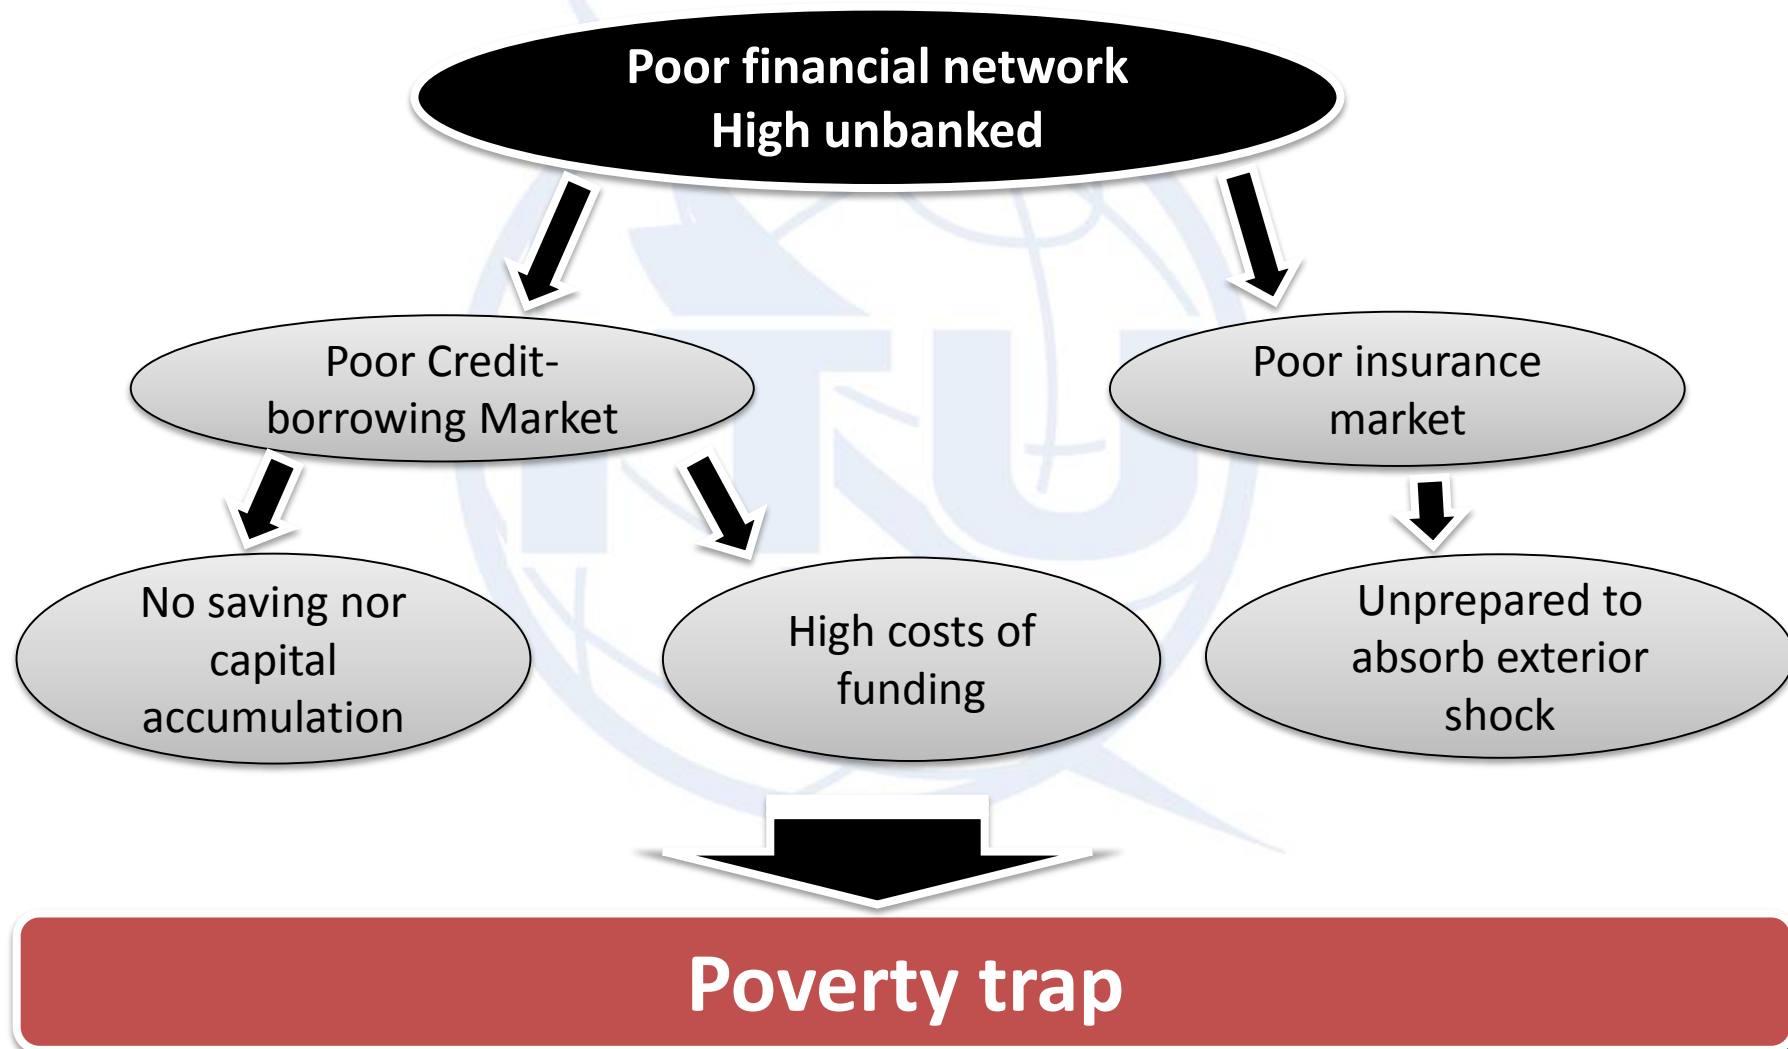 Poor financial network
High unbanked
Poor Credit-
borrowing Market
Poor insurance
market
No saving nor
capital
accumulation
High costs of
funding
Unprepared to
absorb exterior
shock
ITU
Poverty trap